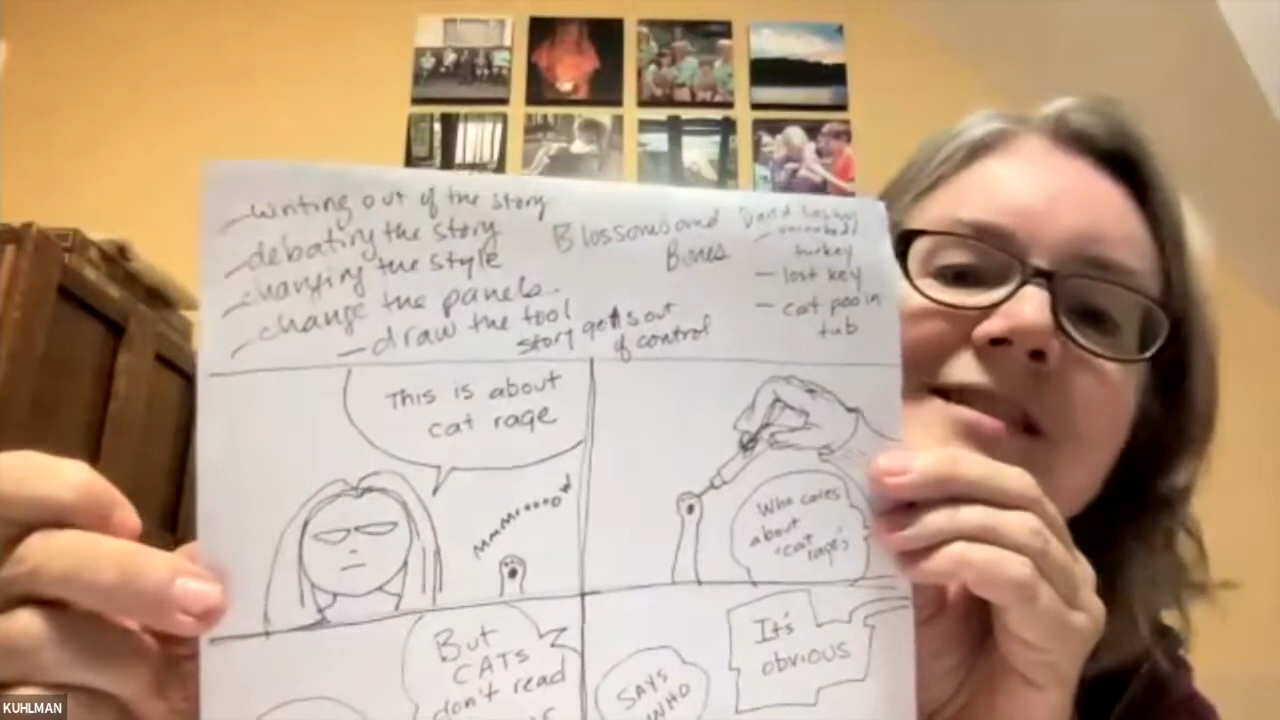 writing out of the story
debating the story
changing the style
change the panels.
draw the tool
story gets out
of control
Blossoms and
Bones
David
turkey
lost key
cat poo in
tub
This is about
cat rage
Mmmroooow
Who cares
about
"cat
rage"?
But
CATs
don't read
It's
obvious
SAYS
WHO
KUHLMAN